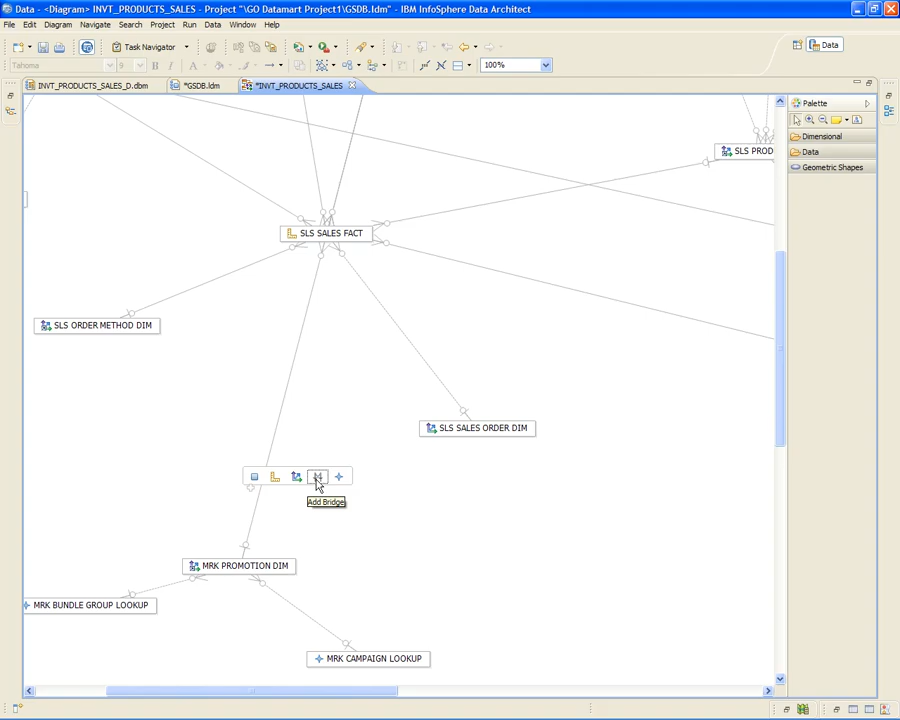 Data - <Diagram> INVT_PRODUCTS_SALES - Project "\GO Datamart Project1\GSDB.ldm" - IBM InfoSphere Data Architect
File Edit Diagram Navigate Search Project Run Data Window Help
Task Navigator
Data
Tahoma 9 B I A 100%
INVT_PRODUCTS_SALES_D.dbm *GSDB.ldm *INVT_PRODUCTS_SALES
Palette
Dimensional
Data
Geometric Shapes
SLS PROD
SLS SALES FACT
SLS ORDER METHOD DIM
SLS SALES ORDER DIM
Add Bridge
MRK PROMOTION DIM
MRK BUNDLE GROUP LOOKUP
MRK CAMPAIGN LOOKUP